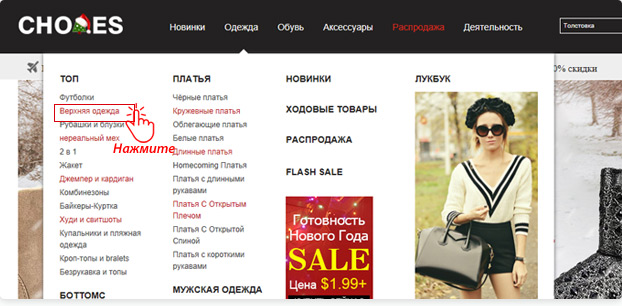 CHOIES
Новинки Одежда Обувь Аксессуары Распродажа Деятельность
Толстовка
0% скидки
ТОП
Футболки
Верхняя одежда
Рубашки и блузки
нереальный мех
2 в 1
Жакет
Джемпер и кардиган
Комбинезоны
Байкеры-Куртка
Худи и свитшоты
Купальники и пляжная
одежда
Кроп-топы и bralets
Безрукавка и топы
БОТТОМС
Нажмите
ПЛАТЬЯ
Чёрные платья
Кружевные платья
Облегающие платья
Белые платья
Длинные платья
Homecoming Платья
Платья с длинными
рукавами
Платья С Открытым
Плечом
Платья С Открытой
Спиной
Платья с короткими
рукавами
МУЖСКАЯ ОДЕЖДА
НОВИНКИ
ХОДОВЫЕ ТОВАРЫ
РАСПРОДАЖА
FLASH SALE
Готовность
Нового Года
SALE
Цена $1.99+
ЛУКБУК